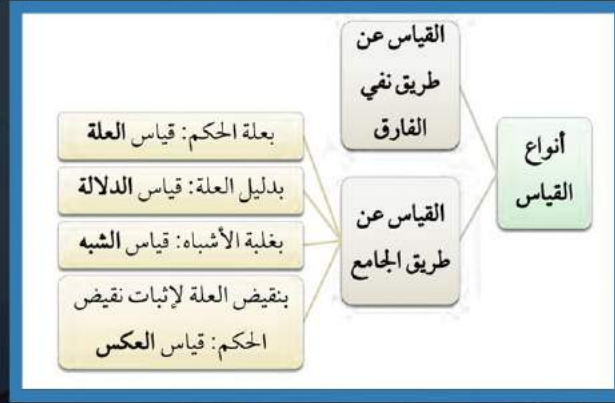 أنواع
القياس
القياس عن
طريق نفي
الفارق
القياس عن
طريق الجامع
بعلة الحكم: قياس العلة
بدليل العلة: قياس الدلالة
بغلبة الأشباه: قياس الشبه
بنقيض العلة لإثبات نقيض
الحكم: قياس العكس